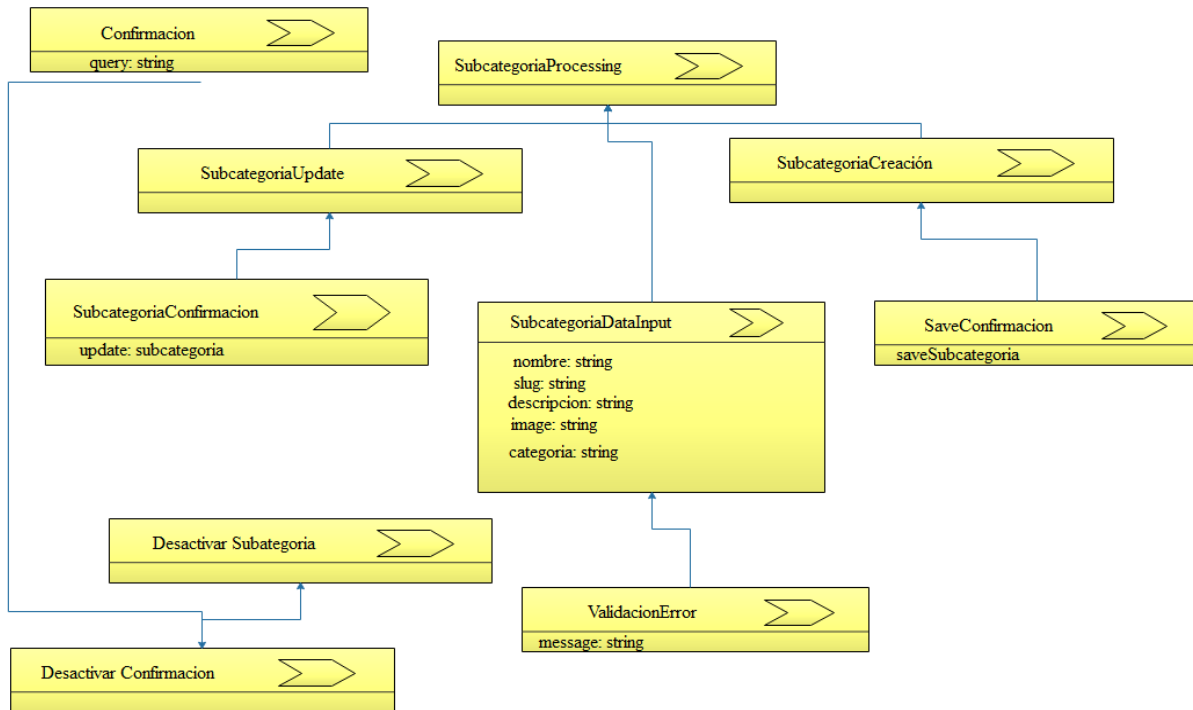 Confirmacion
query: string
SubcategoriaProcessing
SubcategoriaUpdate
SubcategoriaCreación
SubcategoriaConfirmacion
update: subcategoria
SubcategoriaDataInput
nombre: string
slug: string
descripcion: string
image: string
categoria: string
SaveConfirmacion
saveSubcategoria
Desactivar Subategoria
ValidacionError
message: string
Desactivar Confirmacion